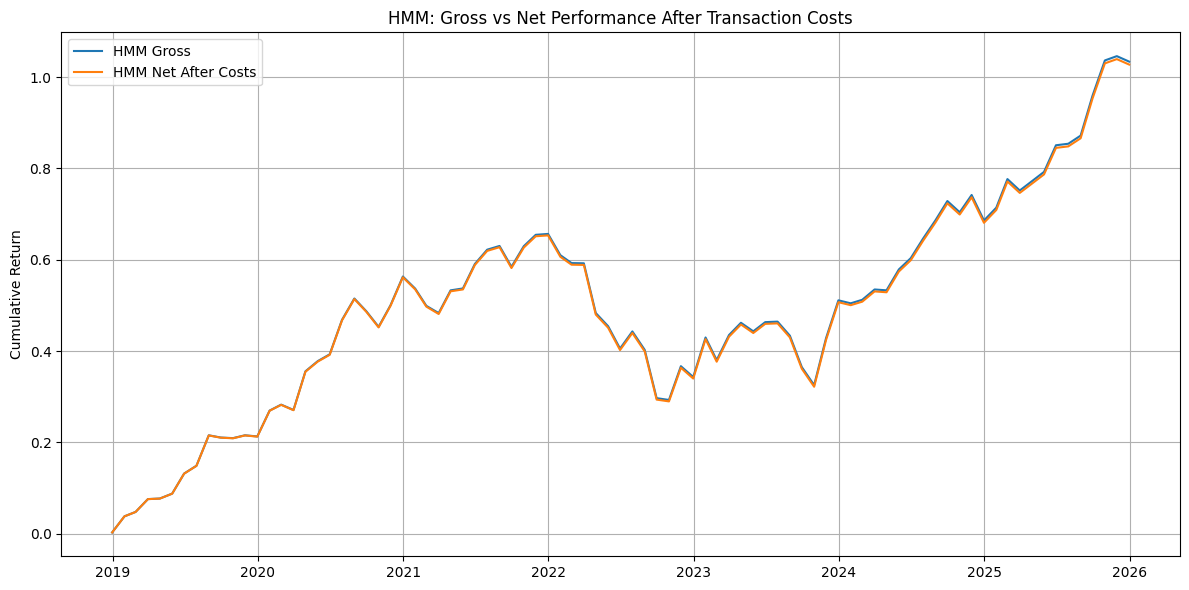 HMM: Gross vs Net Performance After Transaction Costs
HMM Gross
HMM Net After Costs
Cumulative Return
1.0
0.8
0.6
0.4
0.2
0.0
2019 2020 2021 2022 2023 2024 2025 2026